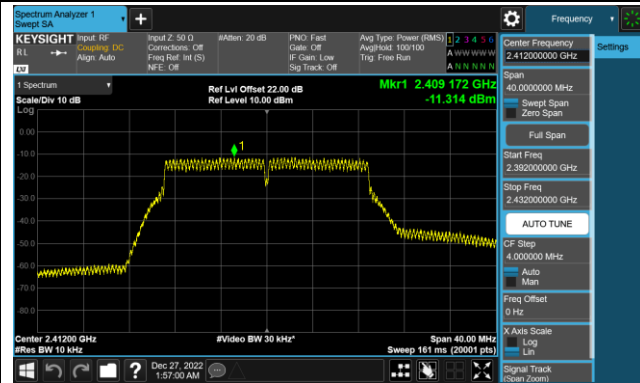 Spectrum Analyzer 1
Swept SA
Frequency
KEYSIGHT
Input: RF
Input Z: 50 Ω
#Atten: 20 dB
PNO: Fast
Avg Type: Power (RMS)
1 2 3 4 5 6
R L
Coupling: DC
Corrections: Off
Gate: Off
Avg|Hold: 100/100
A W W W W W
Align: Auto
Freq Ref: Int (S)
IF Gain: Low
Trig: Free Run
NFE: Off
Sig Track: Off
A N N N N N
LXI
1 Spectrum
Scale/Div 10 dB
Ref Lvl Offset 22.00 dB
Ref Level 10.00 dBm
Mkr1 2.409 172 GHz
-11.314 dBm
Log
0.00
-10.0
-20.0
-30.0
-40.0
-50.0
-60.0
-70.0
-80.0
1
Center 2.41200 GHz
#Res BW 10 kHz
#Video BW 30 kHz*
Span 40.00 MHz
Sweep 161 ms (20001 pts)
?
Dec 27, 2022
1:57:00 AM
Center Frequency
2.412000000 GHz
Settings
Span
40.0000000 MHz
Swept Span
Zero Span
Full Span
Start Freq
2.392000000 GHz
Stop Freq
2.432000000 GHz
AUTO TUNE
CF Step
4.000000 MHz
Auto
Man
Freq Offset
0 Hz
X Axis Scale
Log
Lin
Signal Track
(Span Zoom)